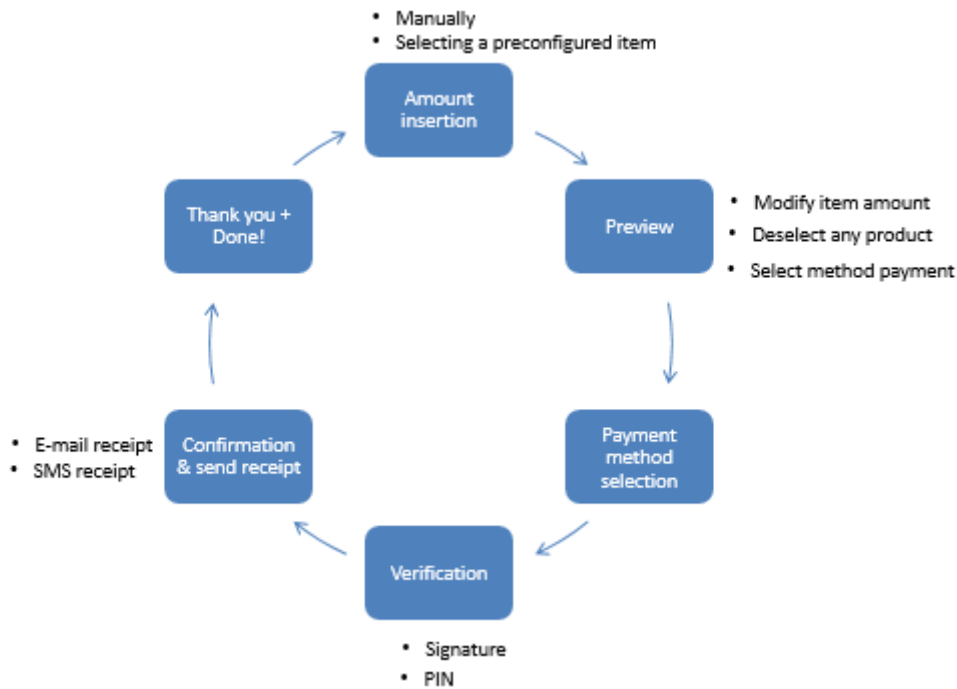 • Manually
• Selecting a preconfigured item
Amount
insertion
Preview
• Modify item amount
• Deselect any product
• Select method payment
Payment
method
selection
Verification
• Signature
• PIN
Confirmation
& send receipt
• E-mail receipt
• SMS receipt
Thank you +
Done!